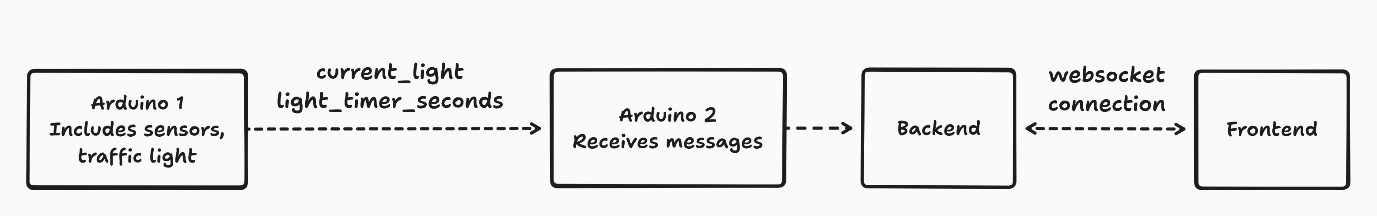 Arduino 1
Includes sensors,
traffic light
current_light
light_timer_seconds
Arduino 2
Receives messages
Backend
websocket
connection
Frontend